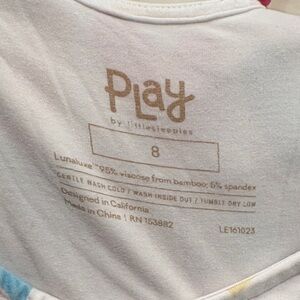 Play
by littlesleepies
8
Lunaluxe™ 95% viscose from bamboo; 5% spandex
GENTLY WASH COLD / WASH INSIDE OUT / TUMBLE DRY LOW
Designed in California
Made in China | RN 153882
LE161023